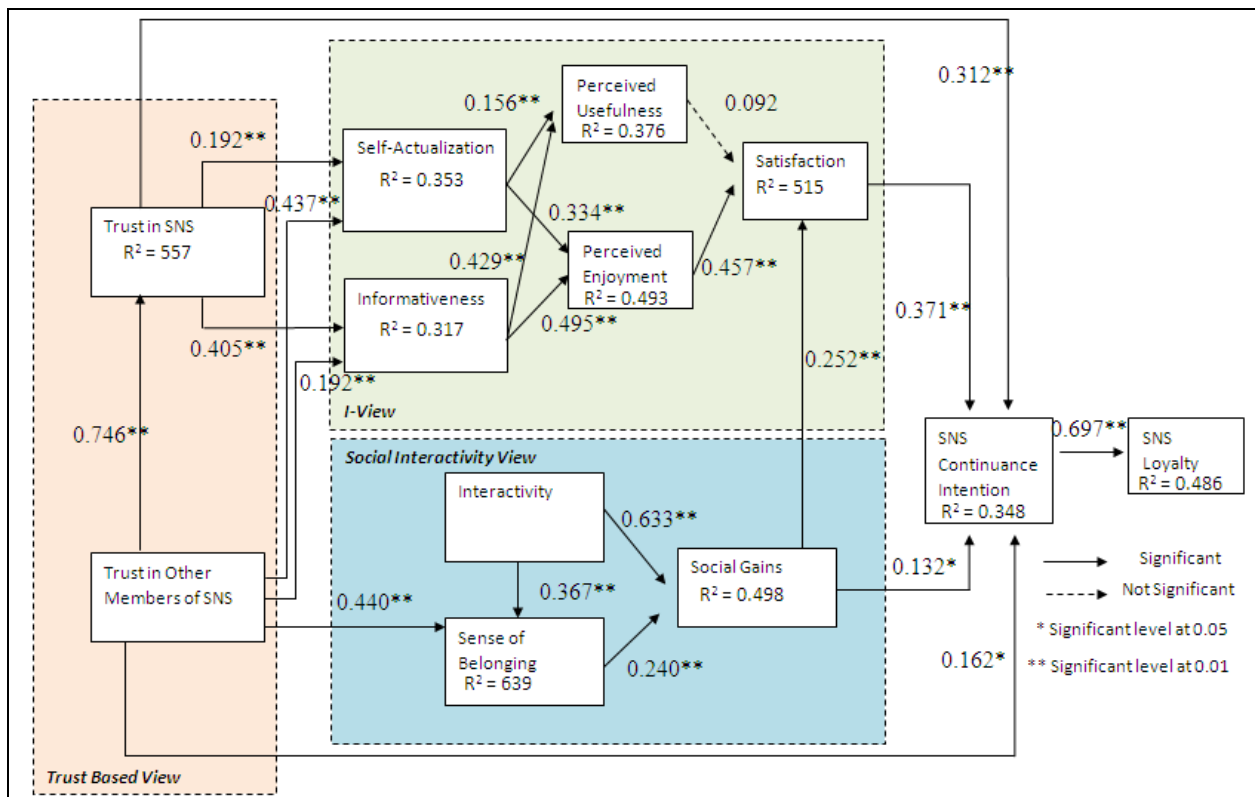 0.312**
0.156**
Perceived
Usefulness
R² = 0.376
0.092
0.192**
Self-Actualization
R² = 0.353
Satisfaction
R² = 515
0.437**
Trust in SNS
R² = 557
0.334**
0.429**
Perceived
Enjoyment
R² = 0.493
0.457**
Informativeness
R² = 0.317
0.495**
0.371**
0.405**
0.192**
0.252**
I-View
0.746**
Social Interactivity View
SNS
Continuance
Intention
R² = 0.348
0.697**
SNS
Loyalty
R² = 0.486
Interactivity
0.633**
Trust in Other
Members of SNS
0.440**
0.367**
Social Gains
R² = 0.498
0.132*
Significant
Not Significant
* Significant level at 0.05
** Significant level at 0.01
Sense of
Belonging
R² = 639
0.240**
0.162*
Trust Based View